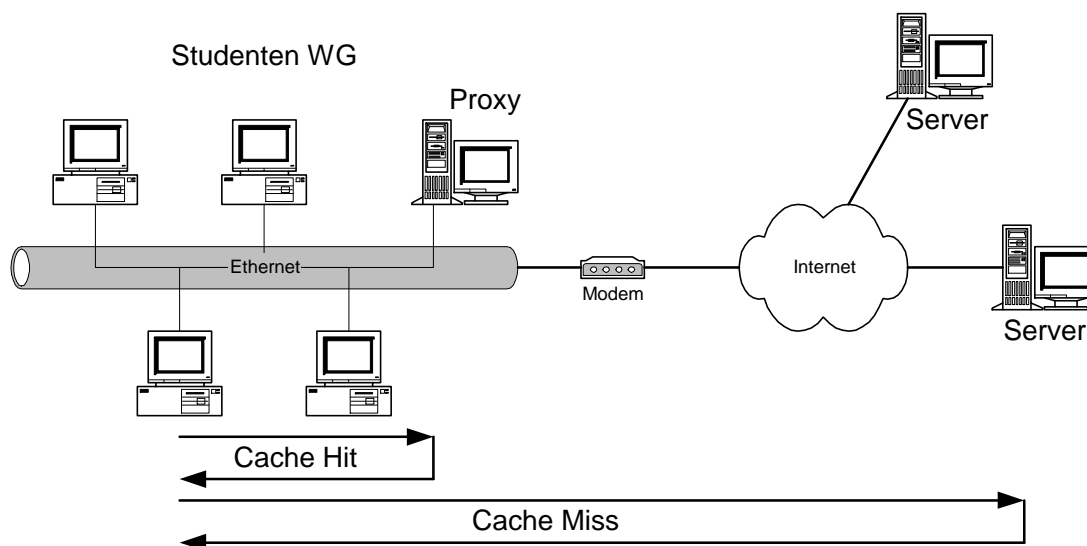 Studenten WG
Proxy
Server
Ethernet
Internet
Modem
Server
Cache Hit
Cache Miss